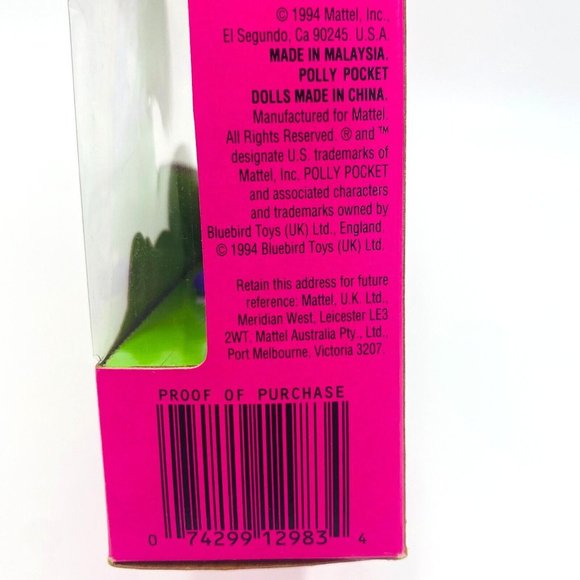 © 1994 Mattel, Inc.,
El Segundo, Ca 90245. U.S.A.
MADE IN MALAYSIA.
POLLY POCKET
DOLLS MADE IN CHINA.
Manufactured for Mattel.
All Rights Reserved. ® and ™
designate U.S. trademarks of
Mattel, Inc. POLLY POCKET
and associated characters
and trademarks owned by
Bluebird Toys (UK) Ltd., England.
© 1994 Bluebird Toys (UK) Ltd.
Retain this address for future
reference: Mattel, U.K. Ltd.,
Meridian West, Leicester LE3
2WT. Mattel Australia Pty., Ltd.,
Port Melbourne, Victoria 3207.
PROOF OF PURCHASE
0 74299 12983 4